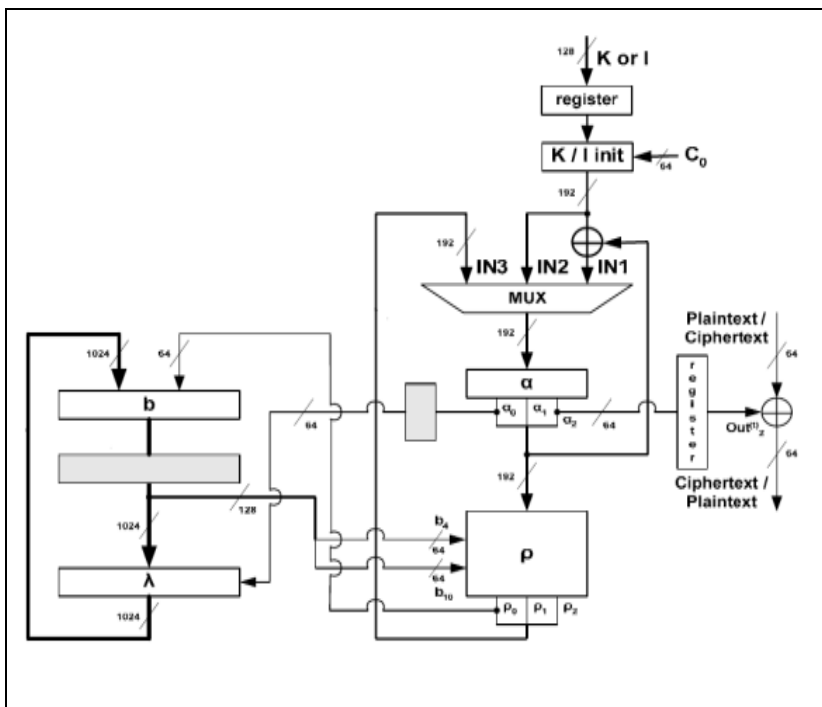 128
K or I
register
K / I init
64
C0
192
192
IN3
IN2
IN1
MUX
192
Plaintext /
Ciphertext
64
1024
64
b
α
α0
α1
α2
64
64
register
Out(1)2
64
Ciphertext /
Plaintext
192
128
1024
b4
64
ρ
64
b10
λ
ρ0
ρ1
ρ2
1024